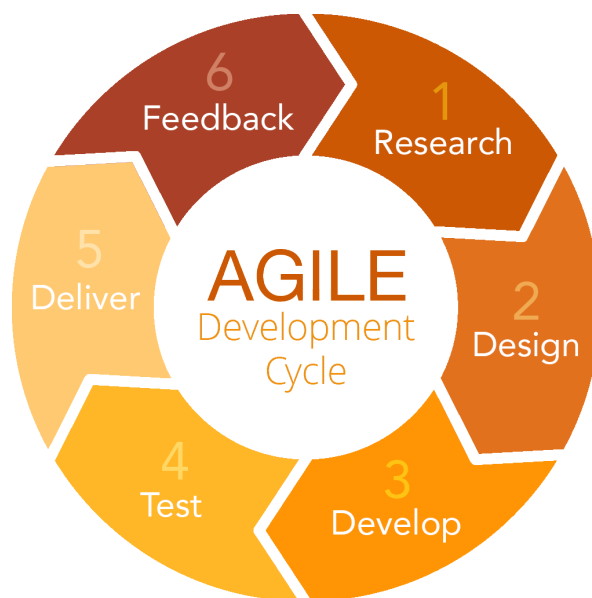 AGILE
Development
Cycle
1
Research
2
Design
3
Develop
4
Test
5
Deliver
6
Feedback